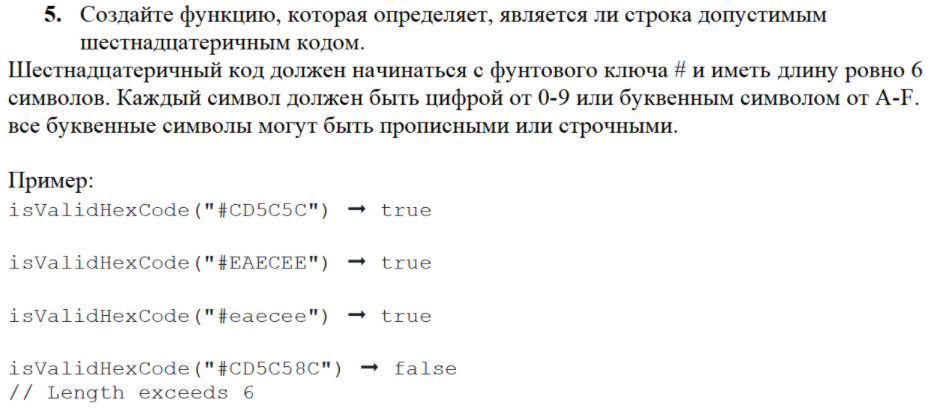 5. Создайте функцию, которая определяет, является ли строка допустимым
шестнадцатеричным кодом.
Шестнадцатеричный код должен начинаться с фунтового ключа # и иметь длину ровно 6
символов. Каждый символ должен быть цифрой от 0-9 или буквенным символом от A-F.
все буквенные символы могут быть прописными или строчными.
Пример:
isValidHexCode("#CD5C5C") ➞ true
isValidHexCode("#EAECEE") ➞ true
isValidHexCode("#eaecee") ➞ true
isValidHexCode("#CD5C58C") ➞ false
// Length exceeds 6